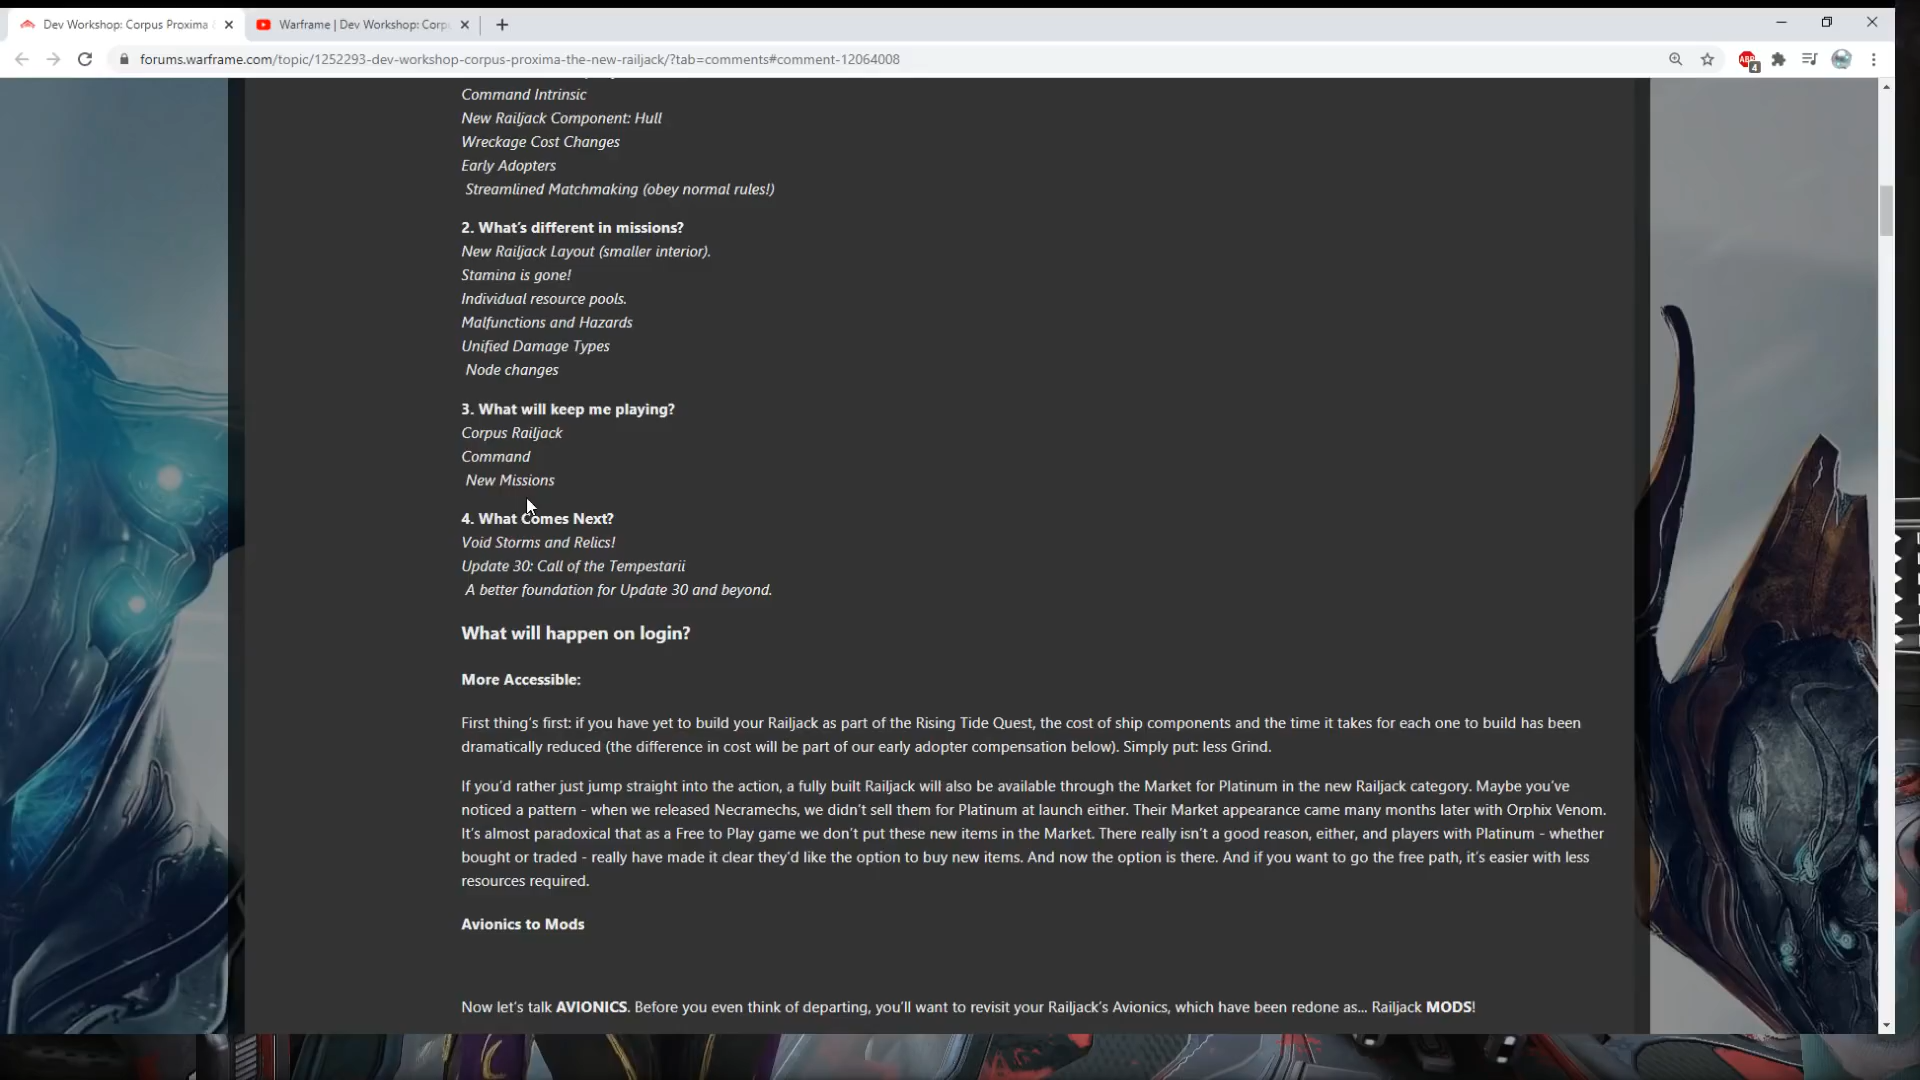 Dev Workshop: Corpus Proxima
Warframe | Dev Workshop: Corp
forums.warframe.com/topic/1252293-dev-workshop-corpus-proxima-the-new-railjack/?tab=comments#comment-12064008
ABP
4
Command Intrinsic
New Railjack Component: Hull
Wreckage Cost Changes
Early Adopters
Streamlined Matchmaking (obey normal rules!)
2. What’s different in missions?
New Railjack Layout (smaller interior).
Stamina is gone!
Individual resource pools.
Malfunctions and Hazards
Unified Damage Types
Node changes
3. What will keep me playing?
Corpus Railjack
Command
New Missions
4. What Comes Next?
Void Storms and Relics!
Update 30: Call of the Tempestarii
A better foundation for Update 30 and beyond.
What will happen on login?
More Accessible:
First thing’s first: if you have yet to build your Railjack as part of the Rising Tide Quest, the cost of ship components and the time it takes for each one to build has been
dramatically reduced (the difference in cost will be part of our early adopter compensation below). Simply put: less Grind.
If you’d rather just jump straight into the action, a fully built Railjack will also be available through the Market for Platinum in the new Railjack category. Maybe you’ve
noticed a pattern - when we released Necramechs, we didn’t sell them for Platinum at launch either. Their Market appearance came many months later with Orphix Venom.
It’s almost paradoxical that as a Free to Play game we don’t put these new items in the Market. There really isn’t a good reason, either, and players with Platinum - whether
bought or traded - really have made it clear they’d like the option to buy new items. And now the option is there. And if you want to go the free path, it’s easier with less
resources required.
Avionics to Mods
Now let’s talk AVIONICS. Before you even think of departing, you’ll want to revisit your Railjack’s Avionics, which have been redone as... Railjack MODS!